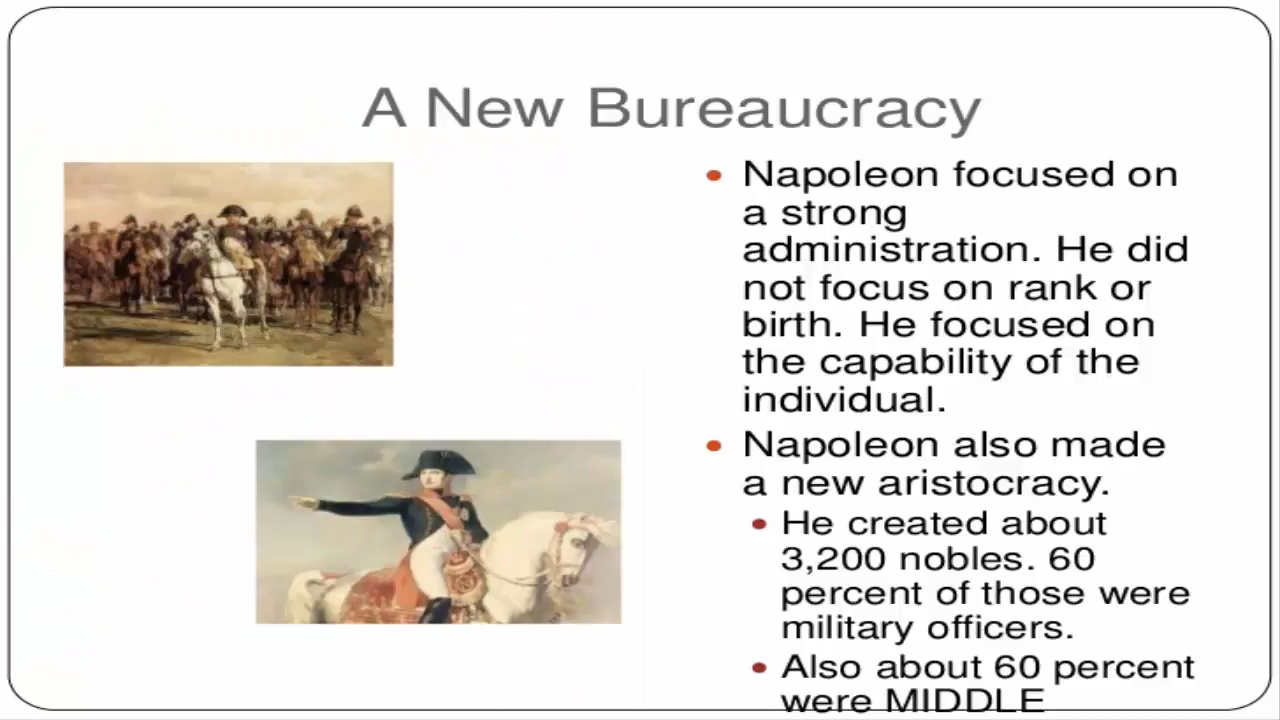 A New Bureaucracy
• Napoleon focused on
a strong
administration. He did
not focus on rank or
birth. He focused on
the capability of the
individual.
• Napoleon also made
a new aristocracy.
• He created about
3,200 nobles. 60
percent of those were
military officers.
• Also about 60 percent
were MIDDLE